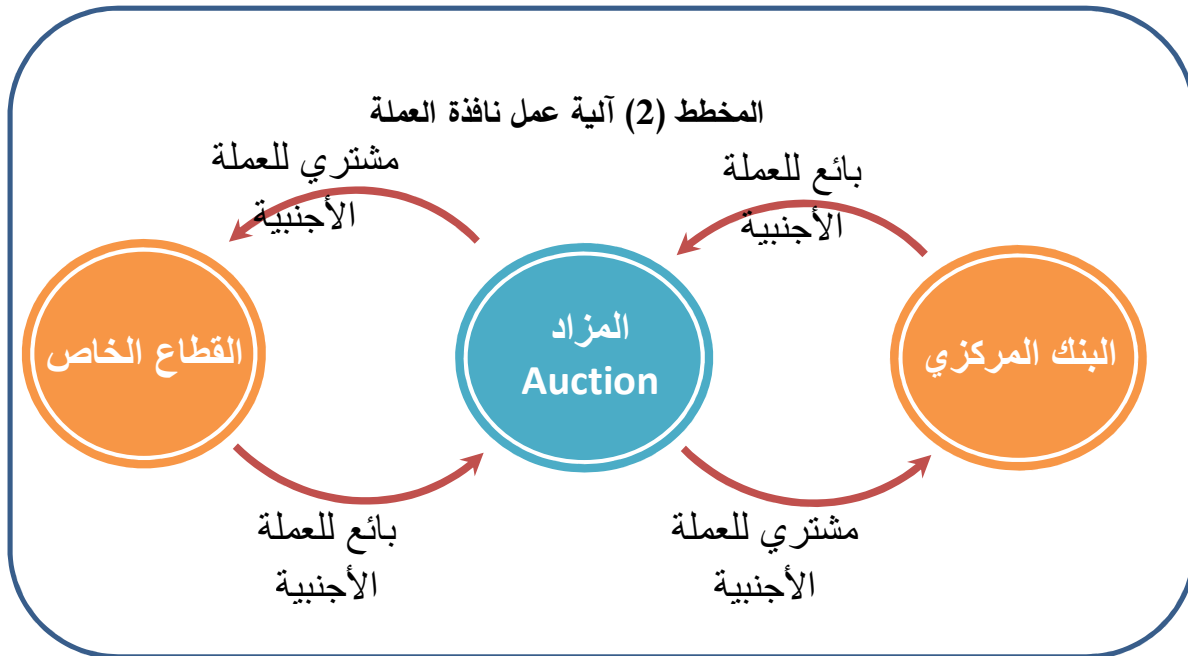 المخطط (2) آلية عمل نافذة العملة
بائع للعملة
الأجنبية
مشتري للعملة
الأجنبية
البنك المركزي
المزاد
Auction
القطاع الخاص
مشتري للعملة
الأجنبية
بائع للعملة
الأجنبية